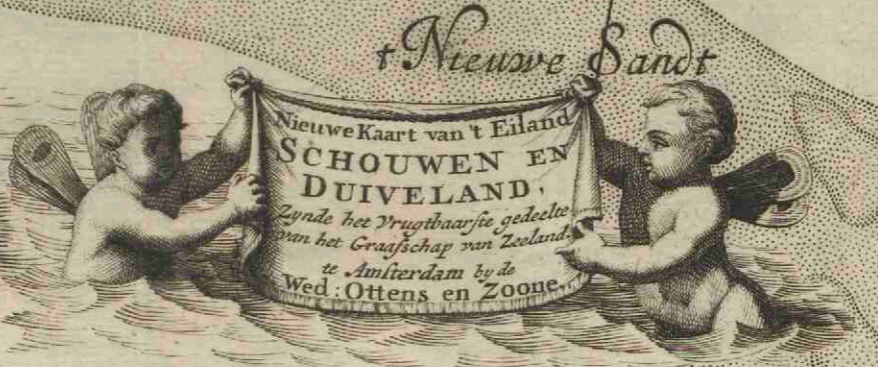 t Nieuwe Sandt
Nieuwe Kaart van 't Eiland
SCHOUWEN EN
DUIVELAND,
Zynde het Vrugtbaarste gedeelte
van het Graafschap van Zeeland.
te Amsterdam by de
Wed: Ottens en Zoone.